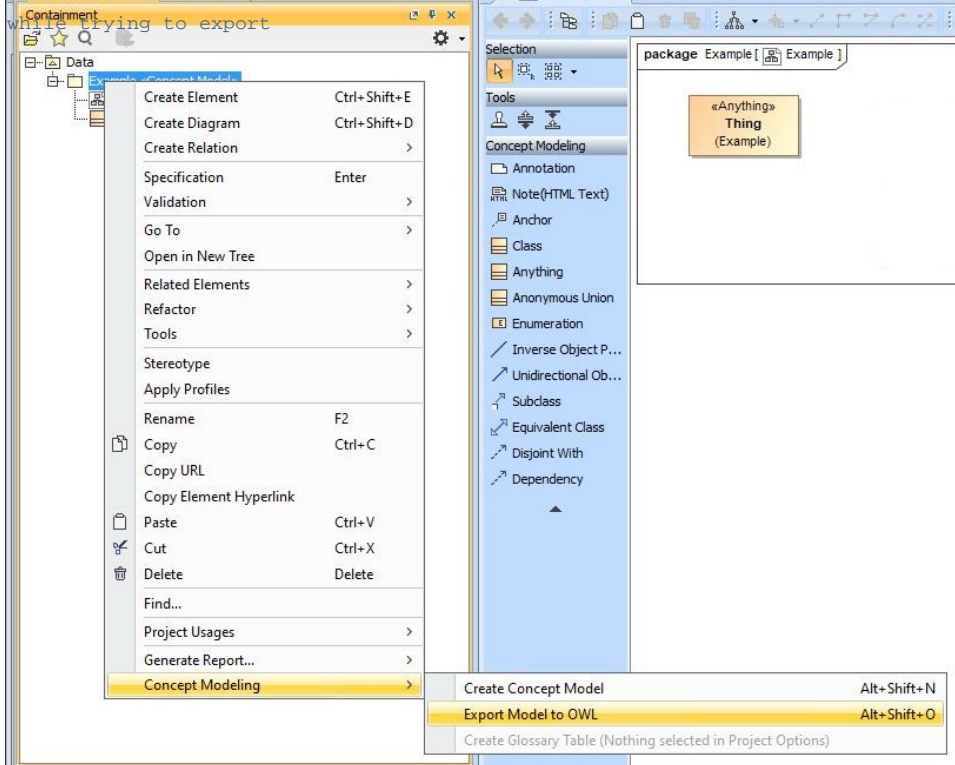 Containment
while trying to export
Data
Example «Concept Model»
Create Element Ctrl+Shift+E
Create Diagram Ctrl+Shift+D
Create Relation
Specification Enter
Validation
Go To
Open in New Tree
Related Elements
Refactor
Tools
Stereotype
Apply Profiles
Rename F2
Copy Ctrl+C
Copy URL
Copy Element Hyperlink
Paste Ctrl+V
Cut Ctrl+X
Delete Delete
Find...
Project Usages
Generate Report...
Concept Modeling
Create Concept Model Alt+Shift+N
Export Model to OWL Alt+Shift+O
Create Glossary Table (Nothing selected in Project Options)
Selection
Tools
Concept Modeling
Annotation
HTML Note(HTML Text)
Anchor
Class
Anything
Anonymous Union
E Enumeration
Inverse Object P...
Unidirectional Ob...
Subclass
Equivalent Class
Disjoint With
Dependency
package Example [ Example ]
«Anything»
Thing
(Example)